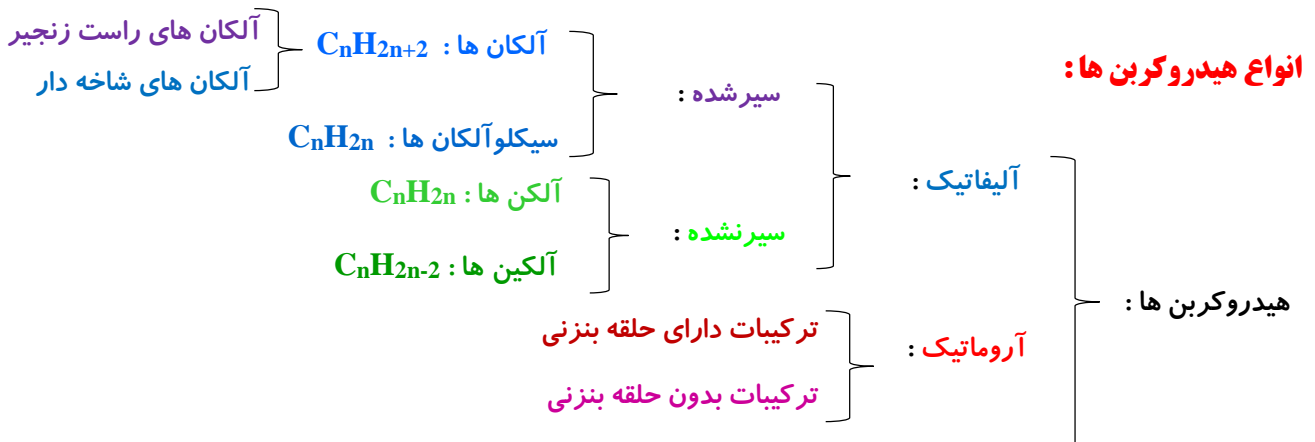 انواع هیدروکربن ها :
هیدروکربن ها :
آلیفاتیک :
سیرشده :
آلکان ها : CnH2n+2
آلکان های راست زنجیر
آلکان های شاخه دار
سیکلوآلکان ها : CnH2n
سیرنشده :
آلکن ها : CnH2n
آلکین ها : CnH2n-2
آروماتیک :
ترکیبات دارای حلقه بنزنی
ترکیبات بدون حلقه بنزنی